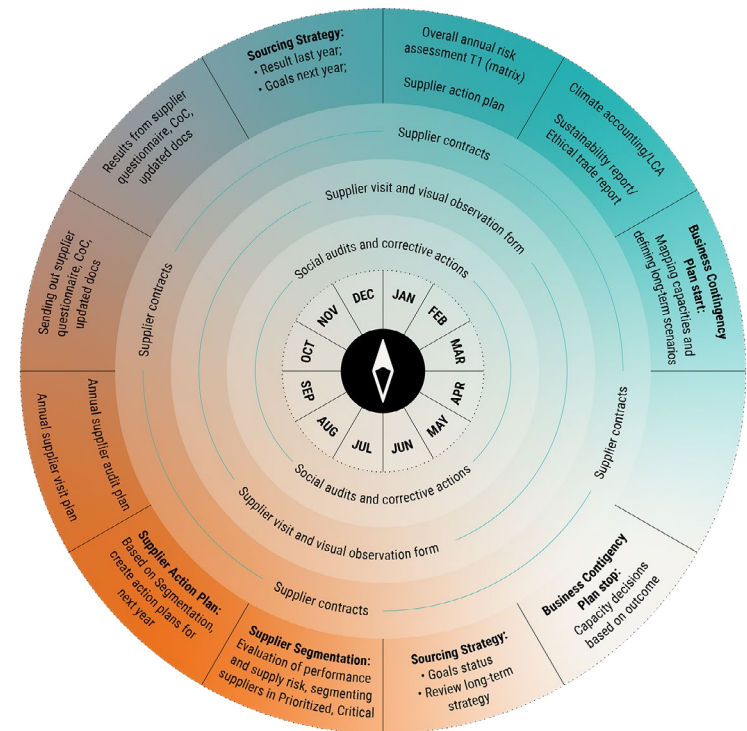 Overall annual risk
assessment T1 (matrix)
Supplier action plan
Climate accounting/LCA
Sustainability report/
Ethical trade report
Business Contingency
Plan start:
Mapping capacities and
defining long-term scenarios
Business Contigency
Plan stop:
Capacity decisions
based on outcome
Sourcing Strategy:
• Goals status
• Review long-term
strategy
Supplier Segmentation:
Evaluation of performance
and supply risk, segmenting
suppliers in Prioritized, Critical
Supplier Action Plan:
Based on Segmentation,
create action plans for
next year
Annual supplier audit plan
Annual supplier visit plan
Sending out supplier
questionnaire, CoC,
updated docs
Results from supplier
questionnaire, CoC,
updated docs
Sourcing Strategy:
• Result last year;
• Goals next year;
Supplier contracts
Supplier contracts
Supplier contracts
Supplier contracts
Supplier visit and visual observation form
Supplier visit and visual observation form
Social audits and corrective actions
Social audits and corrective actions
JAN
FEB
MAR
APR
MAY
JUN
JUL
AUG
SEP
OCT
NOV
DEC